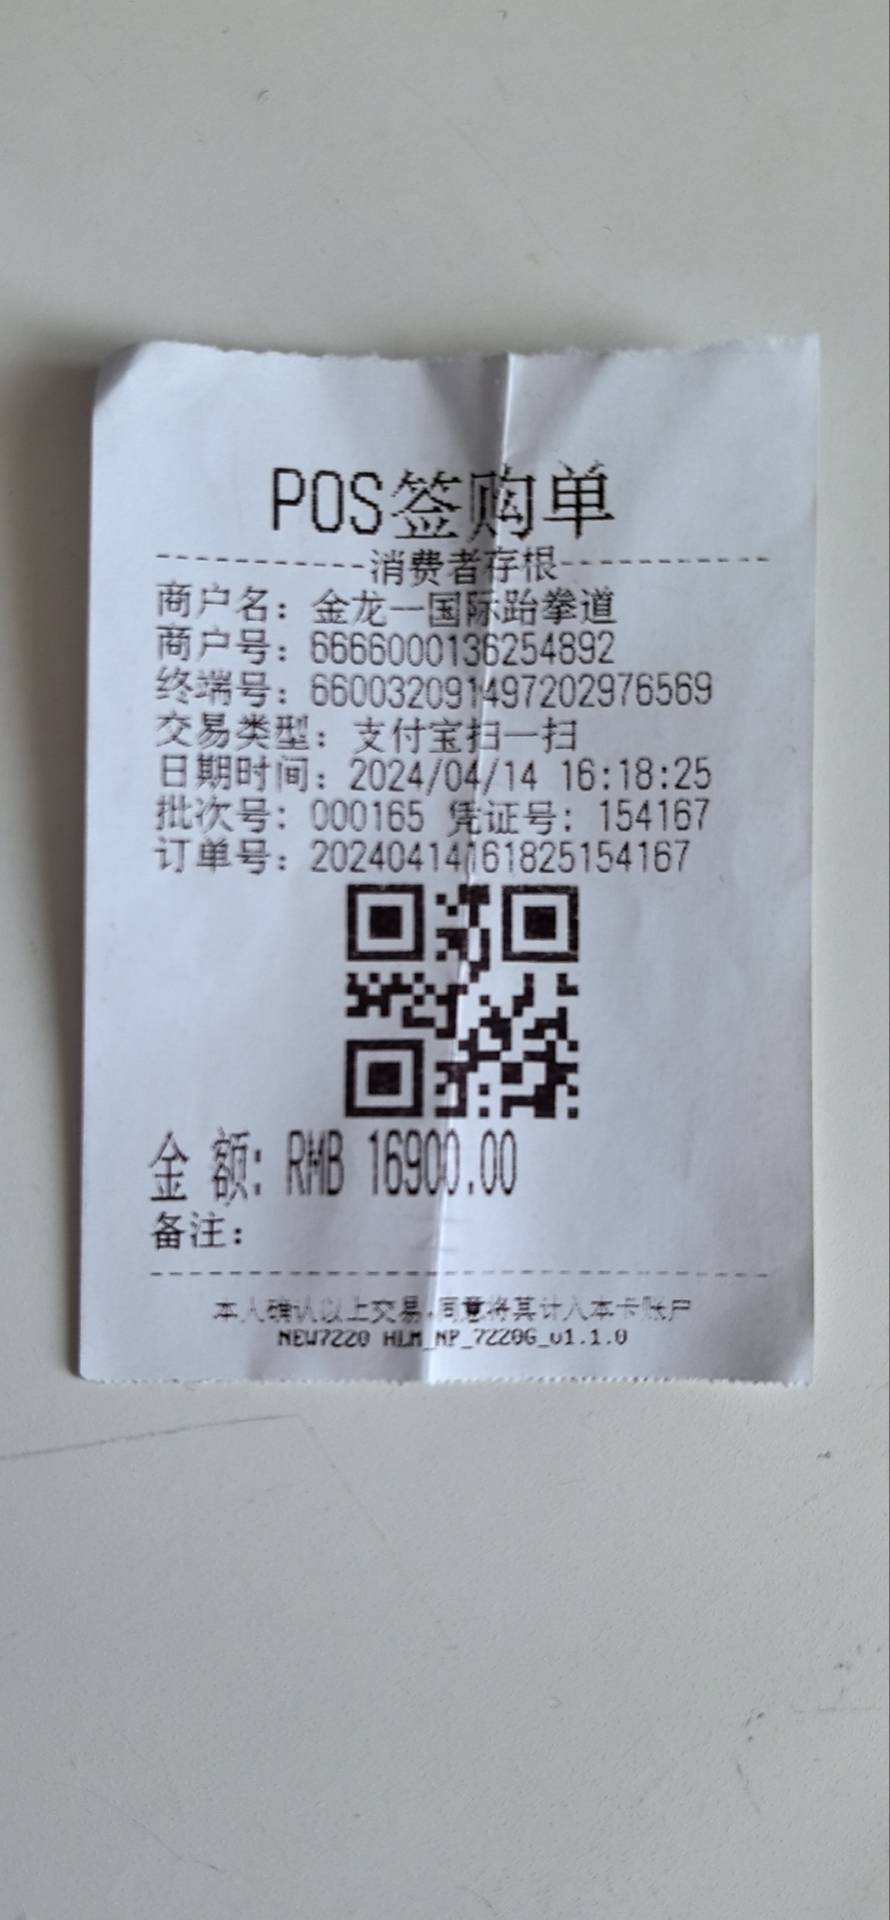 POS签购单
消费者存根
商户名：金龙一国际跆拳道
商户号：6666000136254892
终端号：660032091497202976569
交易类型：支付宝扫一扫
日期时间：2024/04/14 16:18:25
批次号：000165 凭证号：154167
订单号：20240414161825154167
金 额：RMB 16900.00
备注：
本人确认以上交易,同意将其计入本卡账户
NEW7220 HLM_NP_7220G_v1.1.0